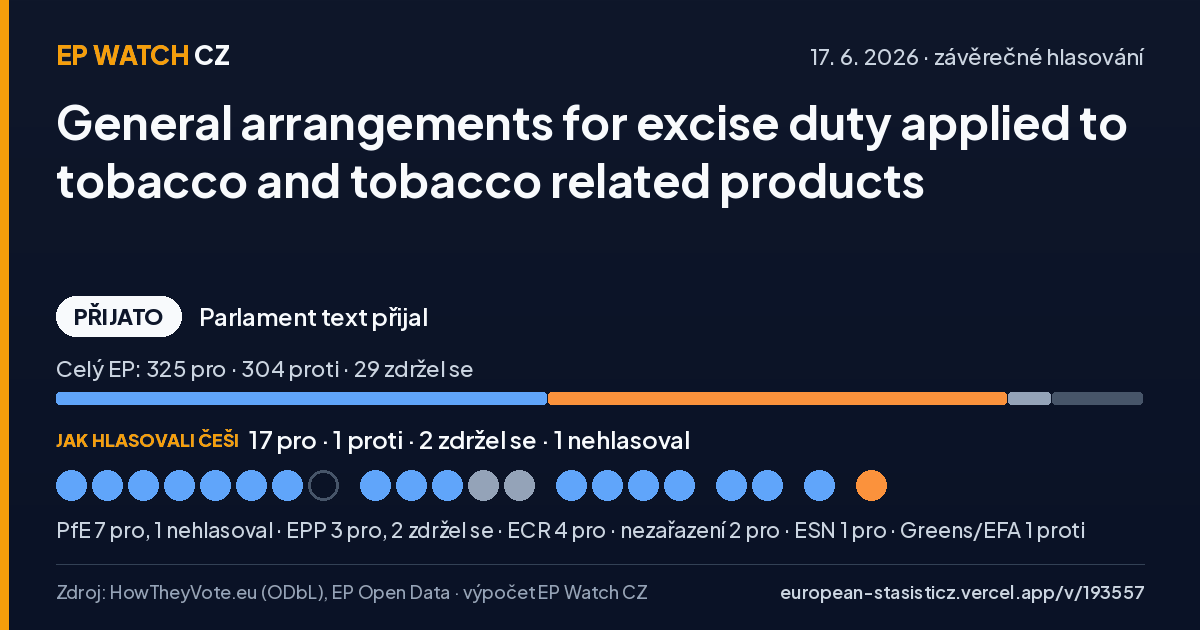 EP WATCH CZ
17. 6. 2026 · závěrečné hlasování
General arrangements for excise duty applied to
tobacco and tobacco related products
PŘIJATO Parlament text přijal
Celý EP: 325 pro · 304 proti · 29 zdržel se
JAK HLASOVALI ČEŠI 17 pro · 1 proti · 2 zdržel se · 1 nehlasoval
PfE 7 pro, 1 nehlasoval · EPP 3 pro, 2 zdržel se · ECR 4 pro · nezařazení 2 pro · ESN 1 pro · Greens/EFA 1 proti
Zdroj: HowTheyVote.eu (ODbL), EP Open Data · výpočet EP Watch CZ
european-stasisticz.vercel.app/v/193557